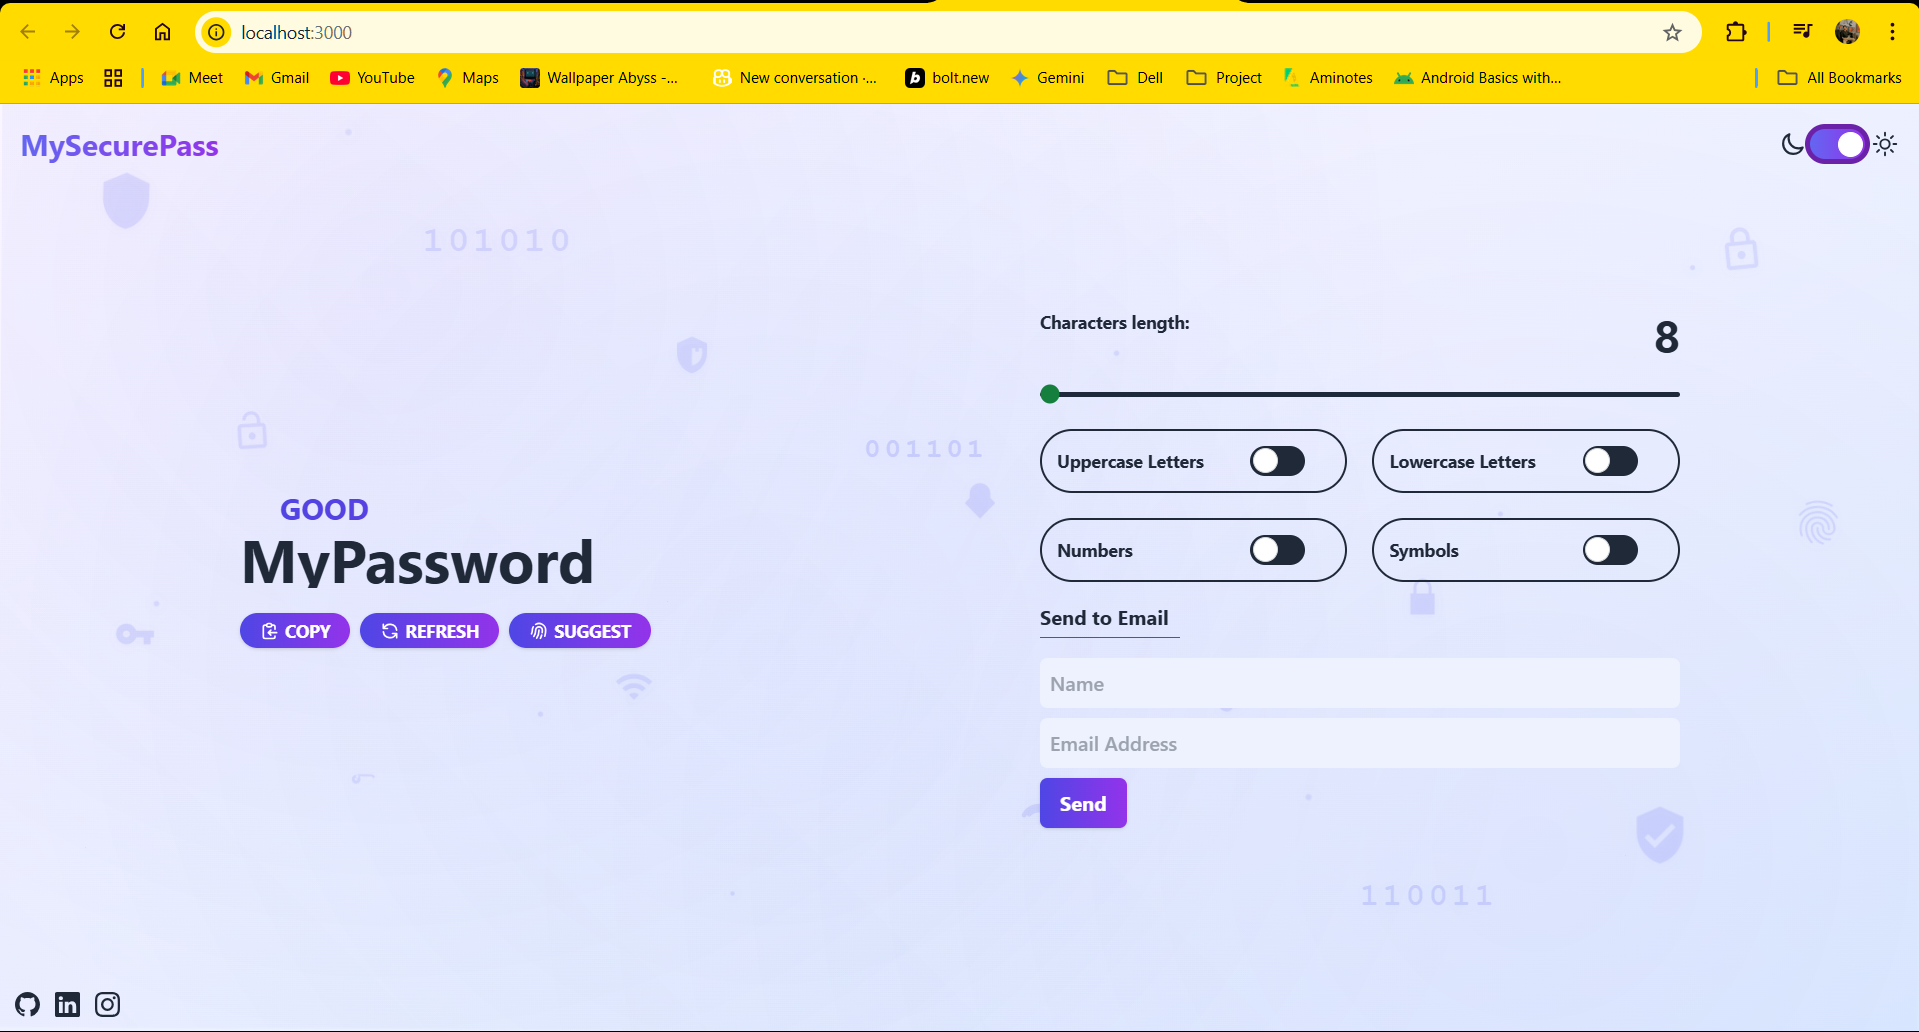 localhost:3000
Apps Meet Gmail YouTube Maps Wallpaper Abyss -... New conversation ·... bolt.new Gemini Dell Project Aminotes Android Basics with... All Bookmarks
MySecurePass
101010
Characters length:
8
001101
Uppercase Letters Lowercase Letters
GOOD
MyPassword
Numbers Symbols
COPY REFRESH SUGGEST
Send to Email
Name
Email Address
Send
110011